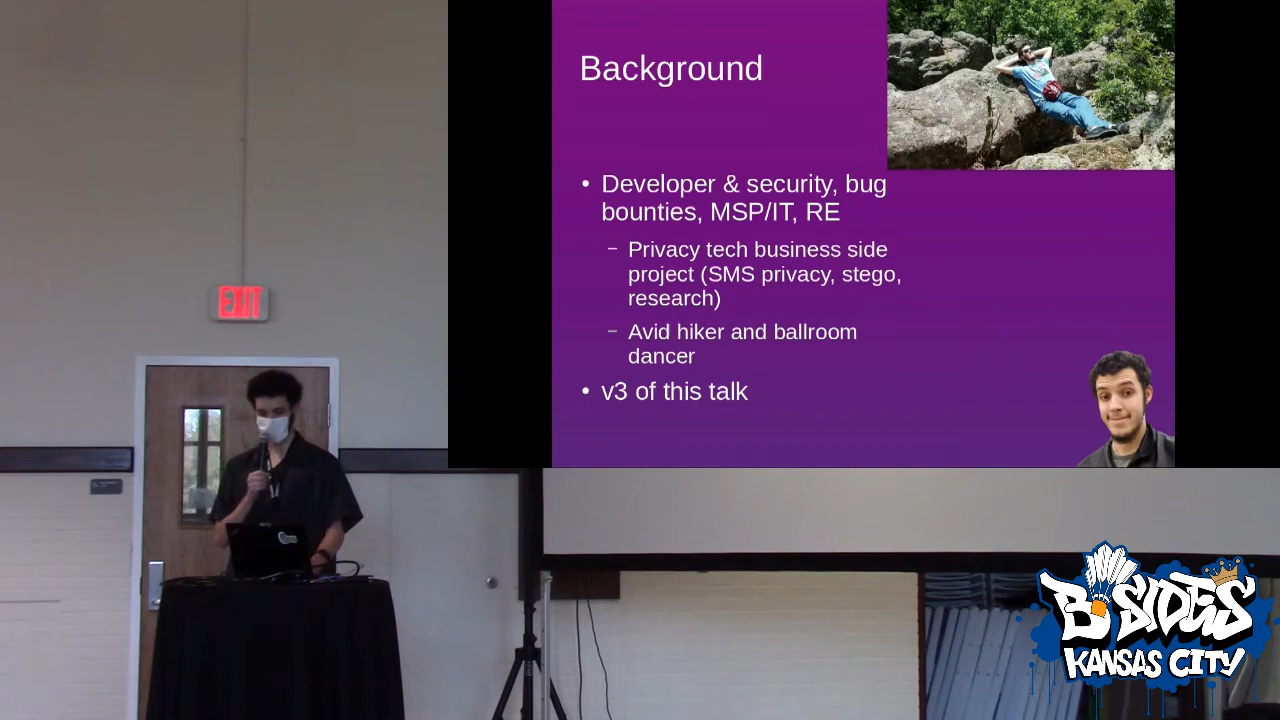 Background
Developer & security, bug
bounties, MSP/IT, RE
Privacy tech business side
project (SMS privacy, stego,
research)
Avid hiker and ballroom
dancer
v3 of this talk
EXIT
BSIDES
KANSAS CITY